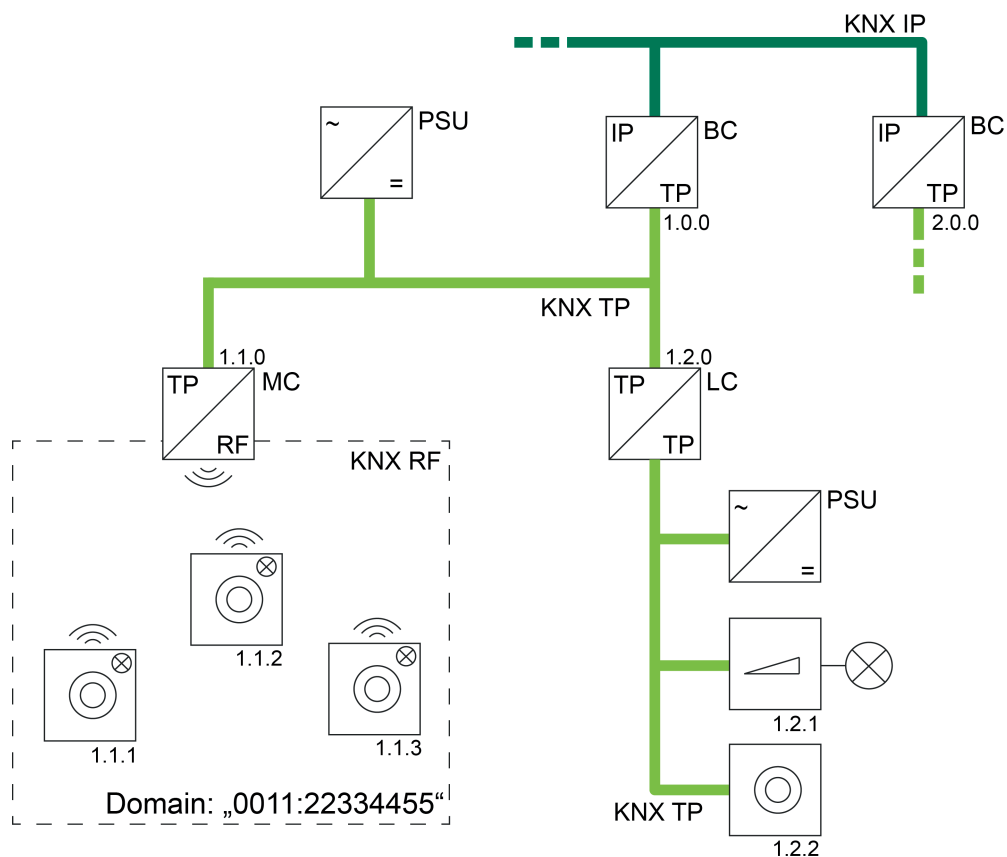 KNX IP
~
=
PSU
IP
TP
BC
1.0.0
IP
TP
BC
2.0.0
KNX TP
1.1.0
TP
RF
MC
1.2.0
TP
TP
LC
KNX RF
~
=
PSU
1.1.2
1.1.1
1.1.3
1.2.1
Domain: „0011:22334455“
KNX TP
1.2.2